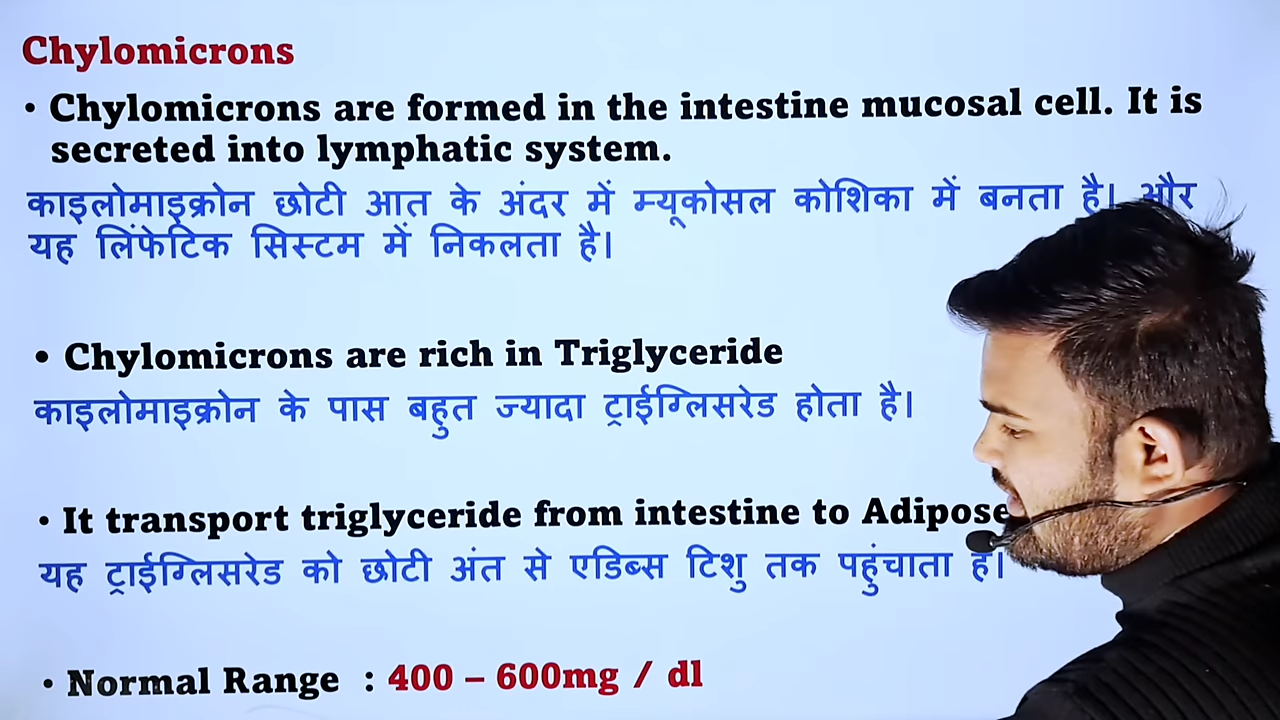 Chylomicrons
• Chylomicrons are formed in the intestine mucosal cell. It is
secreted into lymphatic system.
काइलोमाइक्रोन छोटी आत के अंदर में म्यूकोसल कोशिका में बनता है। और
यह लिंफेटिक सिस्टम में निकलता है।
• Chylomicrons are rich in Triglyceride
काइलोमाइक्रोन के पास बहुत ज्यादा ट्राईग्लिसरेड होता है।
• It transport triglyceride from intestine to Adipose
यह ट्राईग्लिसरेड को छोटी अंत से एडिब्स टिशु तक पहुंचाता है।
• Normal Range : 400 – 600mg / dl